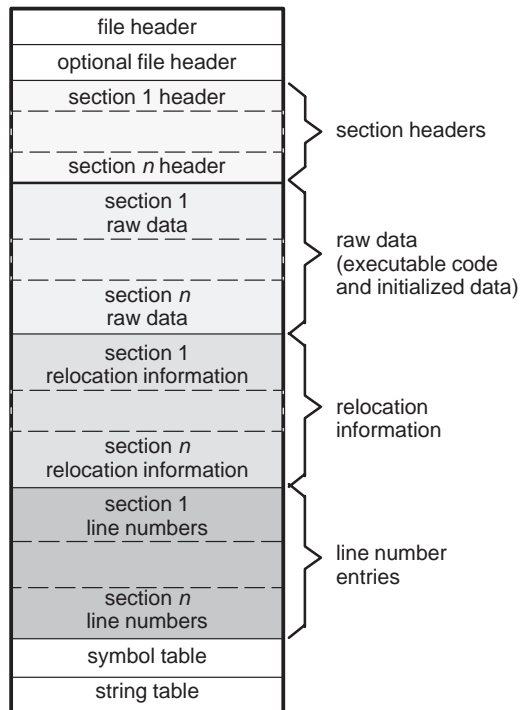 file header
optional file header
section 1 header
section n header
section headers
section 1
raw data
section n
raw data
raw data
(executable code
and initialized data)
section 1
relocation information
section n
relocation information
relocation
information
section 1
line numbers
section n
line numbers
line number
entries
symbol table
string table